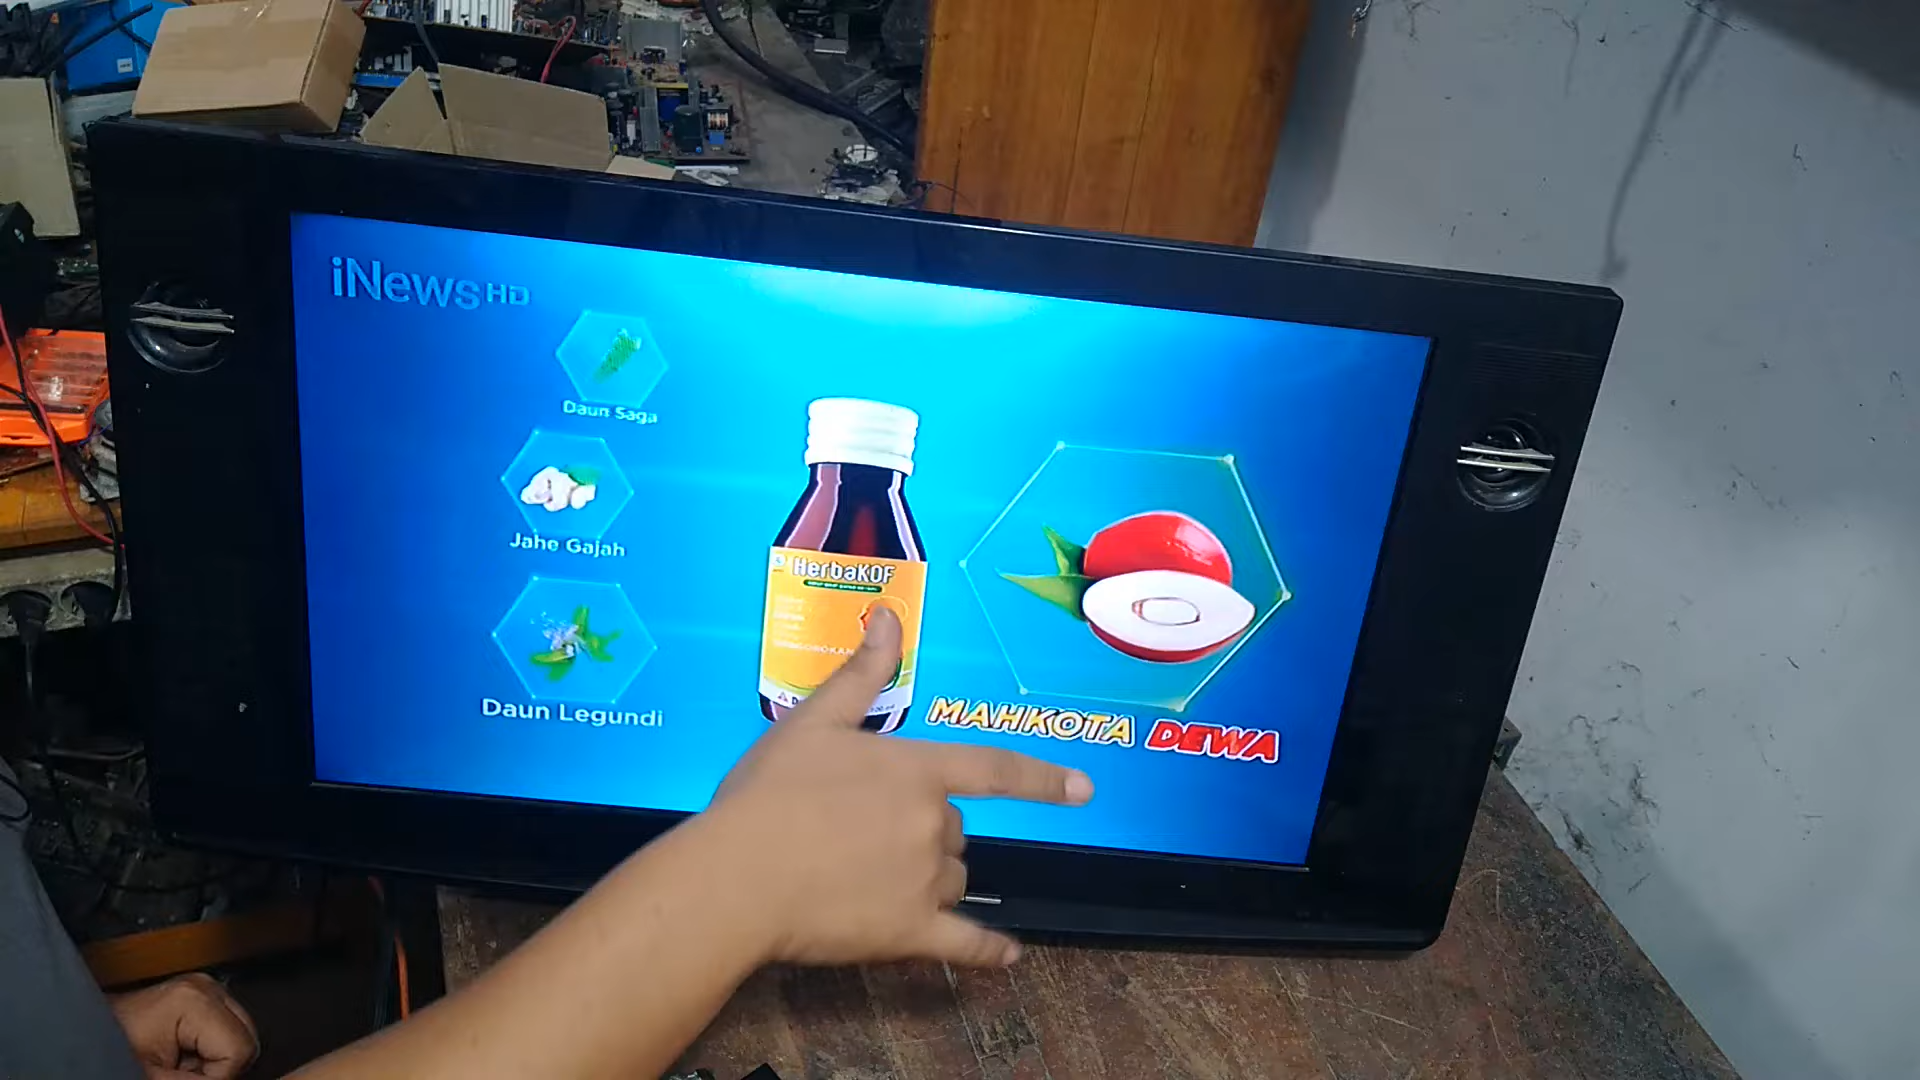 iNews HD
Daun Saga
Jahe Gajah
Daun Legundi
HerbaKOF
MAHKOTA DEWA